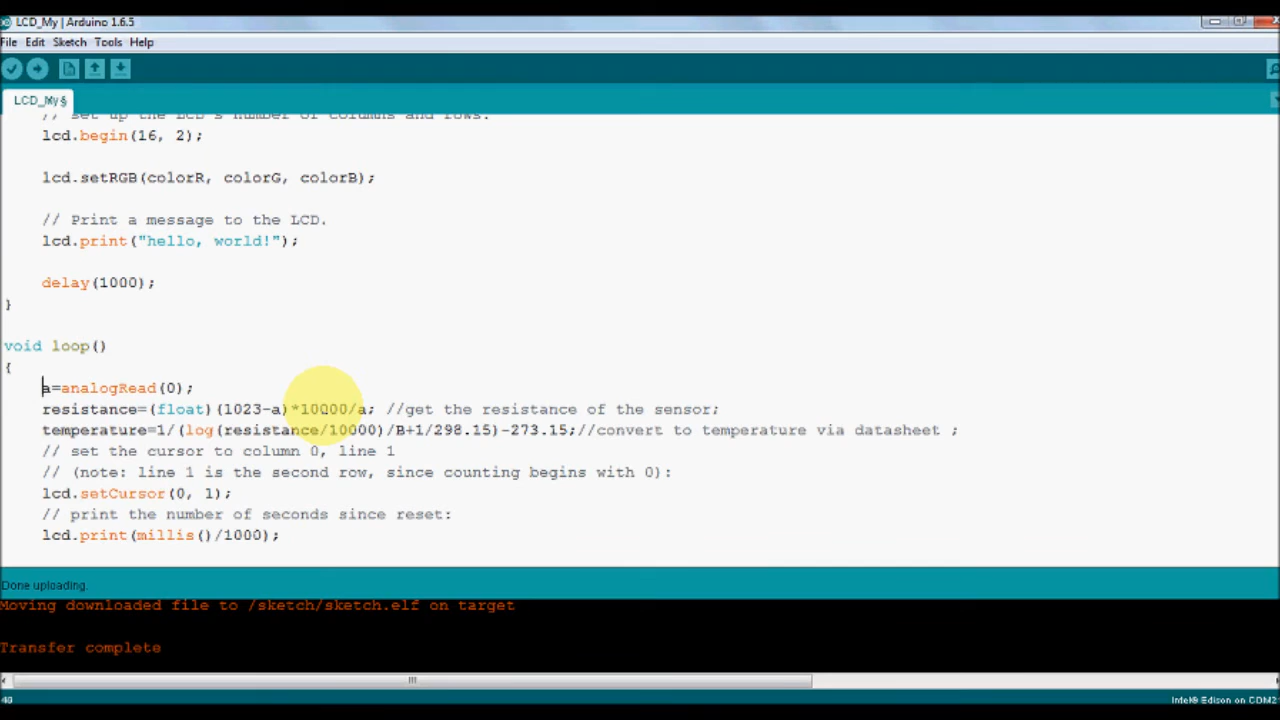 LCD_My | Arduino 1.6.5
File Edit Sketch Tools Help
LCD_My§
// set up the LCD's number of columns and rows:
lcd.begin(16, 2);
lcd.setRGB(colorR, colorG, colorB);
// Print a message to the LCD.
lcd.print("hello, world!");
delay(1000);
}
void loop()
{
a=analogRead(0);
resistance=(float)(1023-a)*10000/a; //get the resistance of the sensor;
temperature=1/(log(resistance/10000)/B+1/298.15)-273.15;//convert to temperature via datasheet ;
// set the cursor to column 0, line 1
// (note: line 1 is the second row, since counting begins with 0):
lcd.setCursor(0, 1);
// print the number of seconds since reset:
lcd.print(millis()/1000);
Done uploading.
Moving downloaded file to /sketch/sketch.elf on target
Transfer complete
40
Intel® Edison on COM2